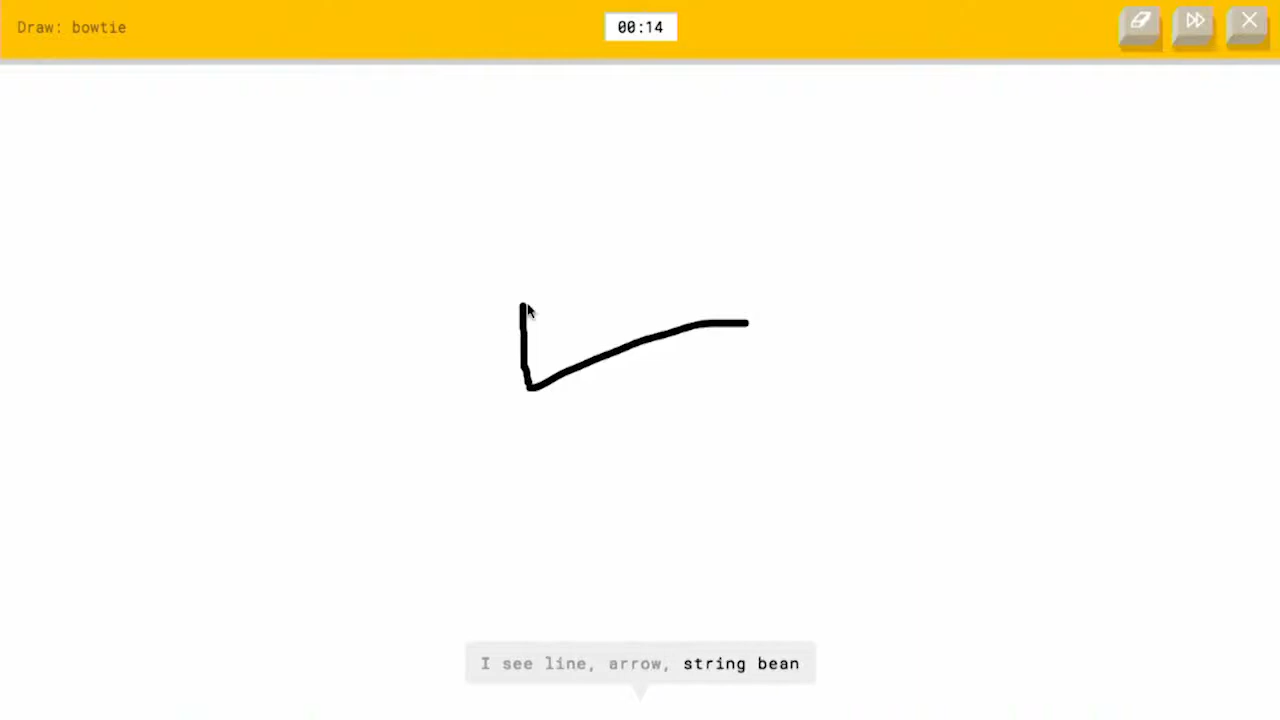 Draw: bowtie
00:14
I see line, arrow, string bean